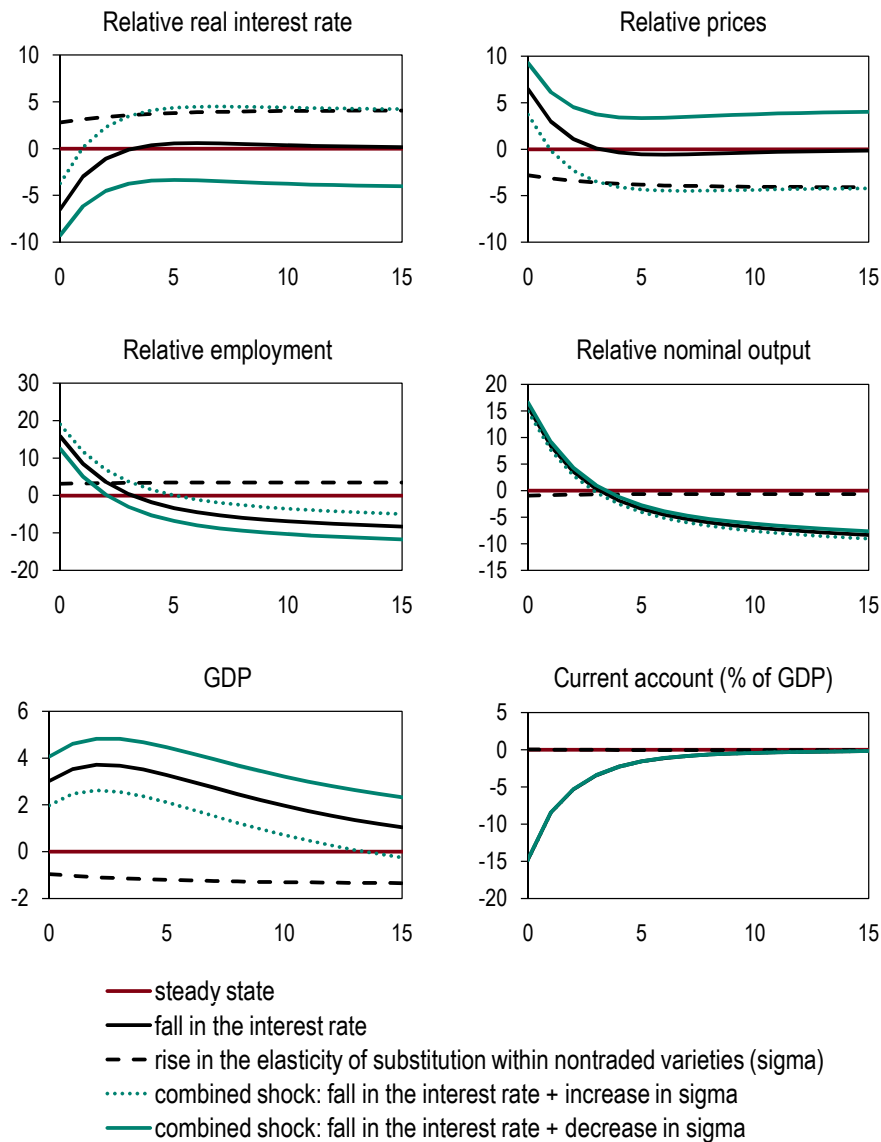 Relative real interest rate
10
5
0
-5
-10
0 5 10 15
Relative prices
10
5
0
-5
-10
0 5 10 15
Relative employment
30
20
10
0
-10
-20
0 5 10 15
Relative nominal output
20
15
10
5
0
-5
-10
-15
0 5 10 15
GDP
6
4
2
0
-2
0 5 10 15
Current account (% of GDP)
5
0
-5
-10
-15
-20
0 5 10 15
steady state
fall in the interest rate
rise in the elasticity of substitution within nontraded varieties (sigma)
combined shock: fall in the interest rate + increase in sigma
combined shock: fall in the interest rate + decrease in sigma